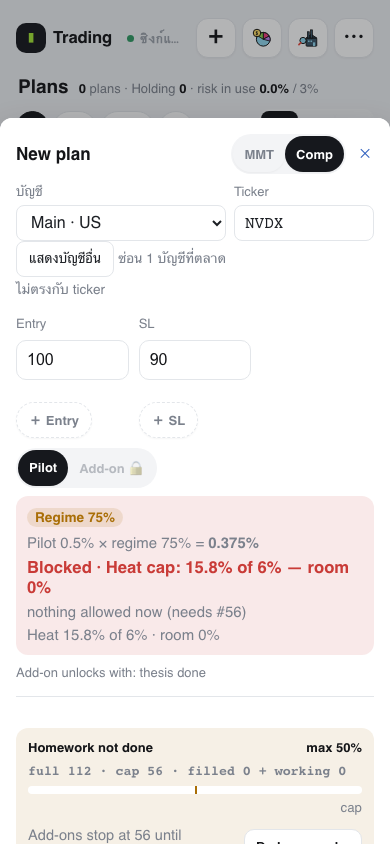 Trading
ซิงก์แ...
Plans 0 plans · Holding 0 · risk in use 0.0% / 3%
New plan
MMT Comp ×
บัญชี Ticker
Main · US NVDX
แสดงบัญชีอื่น ซ่อน 1 บัญชีที่ตลาด
ไม่ตรงกับ ticker
Entry SL
100 90
+ Entry + SL
Pilot Add-on 🔒
Regime 75%
Pilot 0.5% × regime 75% = 0.375%
Blocked · Heat cap: 15.8% of 6% — room
0%
nothing allowed now (needs #56)
Heat 15.8% of 6% · room 0%
Add-on unlocks with: thesis done
Homework not done max 50%
full 112 · cap 56 · filled 0 + working 0
cap
Add-ons stop at 56 until